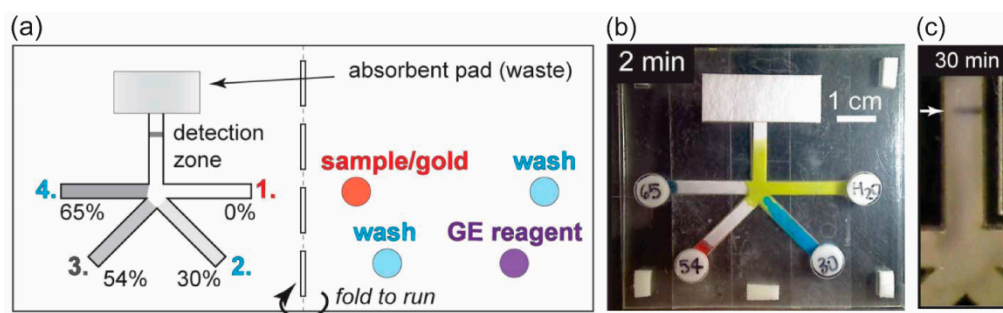 (a)
absorbent pad (waste)
detection
zone
4.
1.
65%
0%
3.
54%
30%
2.
sample/gold
wash
wash
GE reagent
fold to run
(b)
2 min
1 cm
65
H₂O
54
30
(c)
30 min